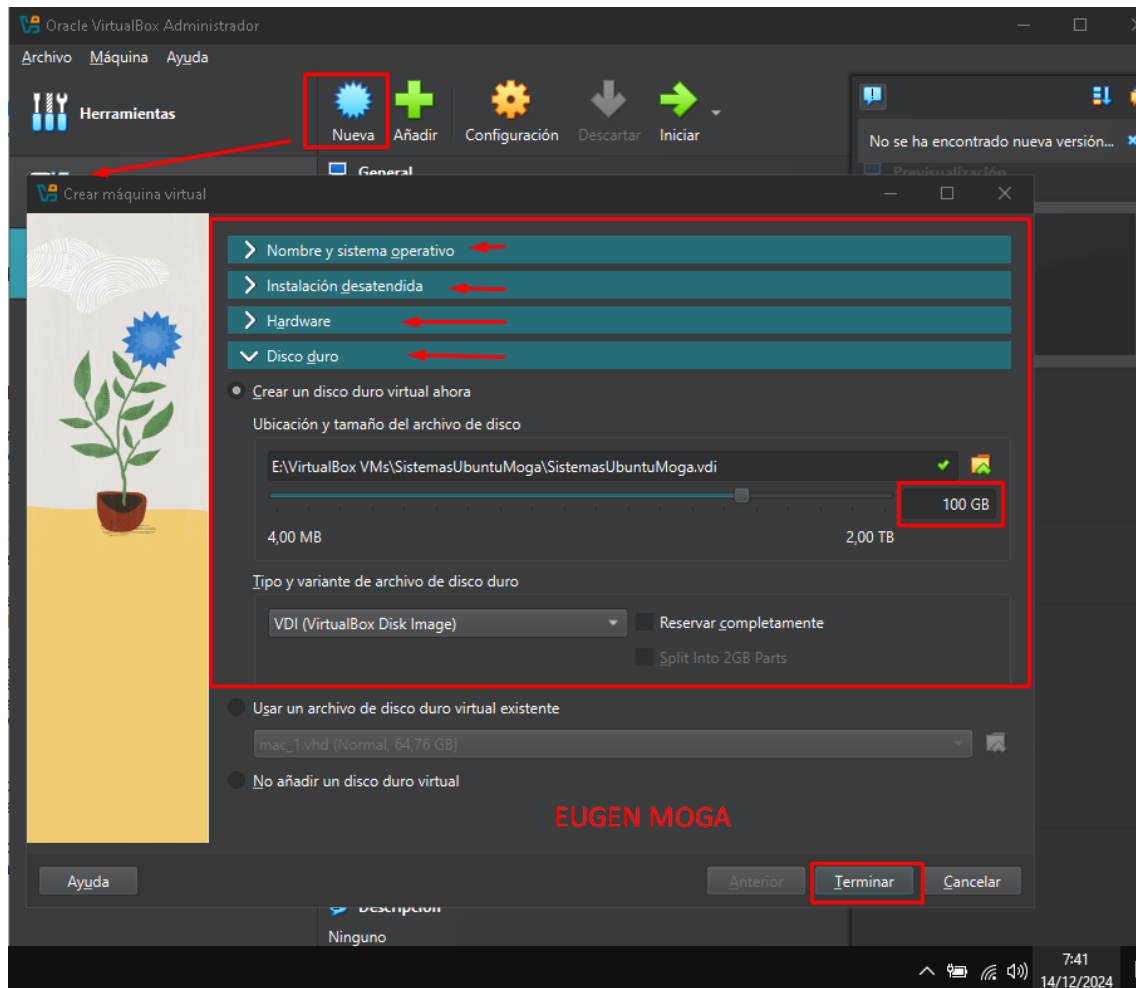 Oracle VirtualBox Administrador
Archivo Máquina Ayuda
Herramientas
Nueva Añadir Configuración Descartar Iniciar
No se ha encontrado nueva versión...
General
Previsualización
Crear máquina virtual
Nombre y sistema operativo
Instalación desatendida
Hardware
Disco duro
Crear un disco duro virtual ahora
Ubicación y tamaño del archivo de disco
E:\VirtualBox VMs\SistemasUbuntuMoga\SistemasUbuntuMoga.vdi
100 GB
4,00 MB 2,00 TB
Tipo y variante de archivo de disco duro
VDI (VirtualBox Disk Image) Reservar completamente
Split Into 2GB Parts
Usar un archivo de disco duro virtual existente
mac_1.vhd (Normal, 64,76 GB)
No añadir un disco duro virtual
EUGEN MOGA
Ayuda Anterior Terminar Cancelar
Descripción
Ninguno
7:41
14/12/2024